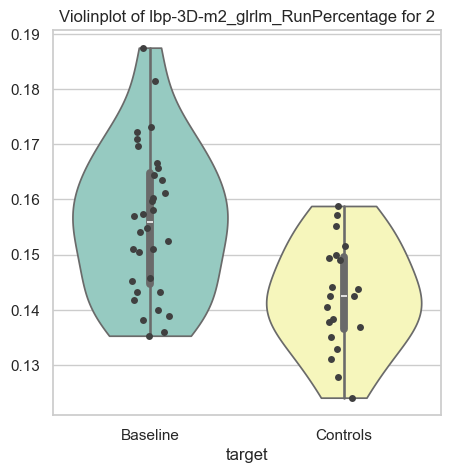 Violinplot of lbp-3D-m2_glrlm_RunPercentage for 2
0.19
0.18
0.17
0.16
0.15
0.14
0.13
Baseline Controls
target